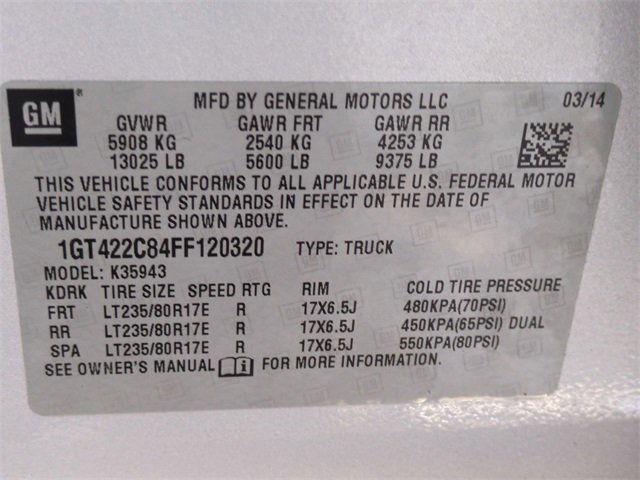 GM MFD BY GENERAL MOTORS LLC 03/14
GVWR GAWR FRT GAWR RR
5908 KG 2540 KG 4253 KG
13025 LB 5600 LB 9375 LB
THIS VEHICLE CONFORMS TO ALL APPLICABLE U.S. FEDERAL MOTOR
VEHICLE SAFETY STANDARDS IN EFFECT ON THE DATE OF
MANUFACTURE SHOWN ABOVE.
1GT422C84FF120320 TYPE: TRUCK
MODEL: K35943
KDRK TIRE SIZE SPEED RTG RIM COLD TIRE PRESSURE
FRT LT235/80R17E R 17X6.5J 480KPA(70PSI)
RR LT235/80R17E R 17X6.5J 450KPA(65PSI) DUAL
SPA LT235/80R17E R 17X6.5J 550KPA(80PSI)
SEE OWNER'S MANUAL i FOR MORE INFORMATION.